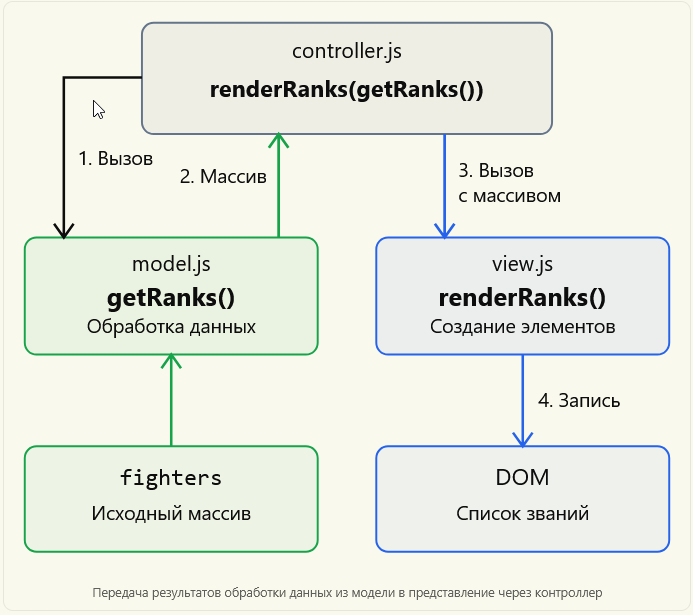 controller.js
renderRanks(getRanks())
1. Вызов
2. Массив
3. Вызов
с массивом
model.js
getRanks()
Обработка данных
view.js
renderRanks()
Создание элементов
4. Запись
fighters
Исходный массив
DOM
Список званий
Передача результатов обработки данных из модели в представление через контроллер